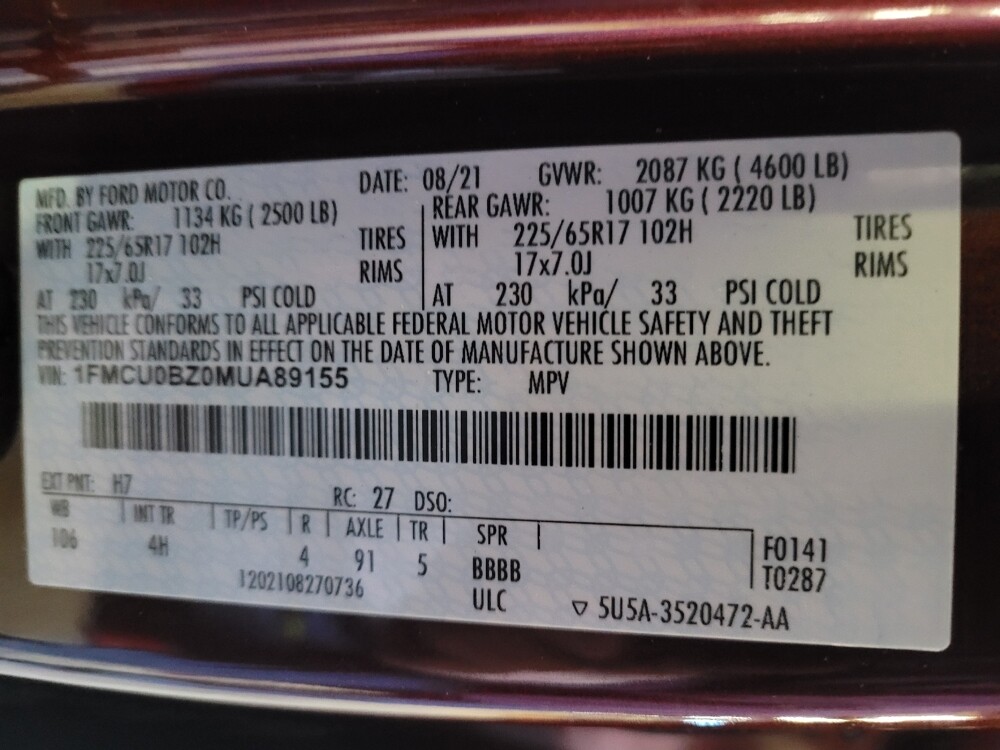 MFD. BY FORD MOTOR CO. DATE: 08/21 GVWR: 2087 KG ( 4600 LB)
FRONT GAWR: 1134 KG ( 2500 LB) REAR GAWR: 1007 KG ( 2220 LB)
WITH 225/65R17 102H TIRES WITH 225/65R17 102H TIRES
17x7.0J RIMS 17x7.0J RIMS
AT 230 kPa/ 33 PSI COLD AT 230 kPa/ 33 PSI COLD
THIS VEHICLE CONFORMS TO ALL APPLICABLE FEDERAL MOTOR VEHICLE SAFETY AND THEFT
PREVENTION STANDARDS IN EFFECT ON THE DATE OF MANUFACTURE SHOWN ABOVE.
VIN: 1FMCU0BZ0MUA89155 TYPE: MPV
EXT PNT: H7 RC: 27 DSO:
WB INT TR TP/PS R AXLE TR SPR
106 4H 4 91 5 BBBB
F0141
T0287
1202108270736 ULC ▽ 5U5A-3520472-AA